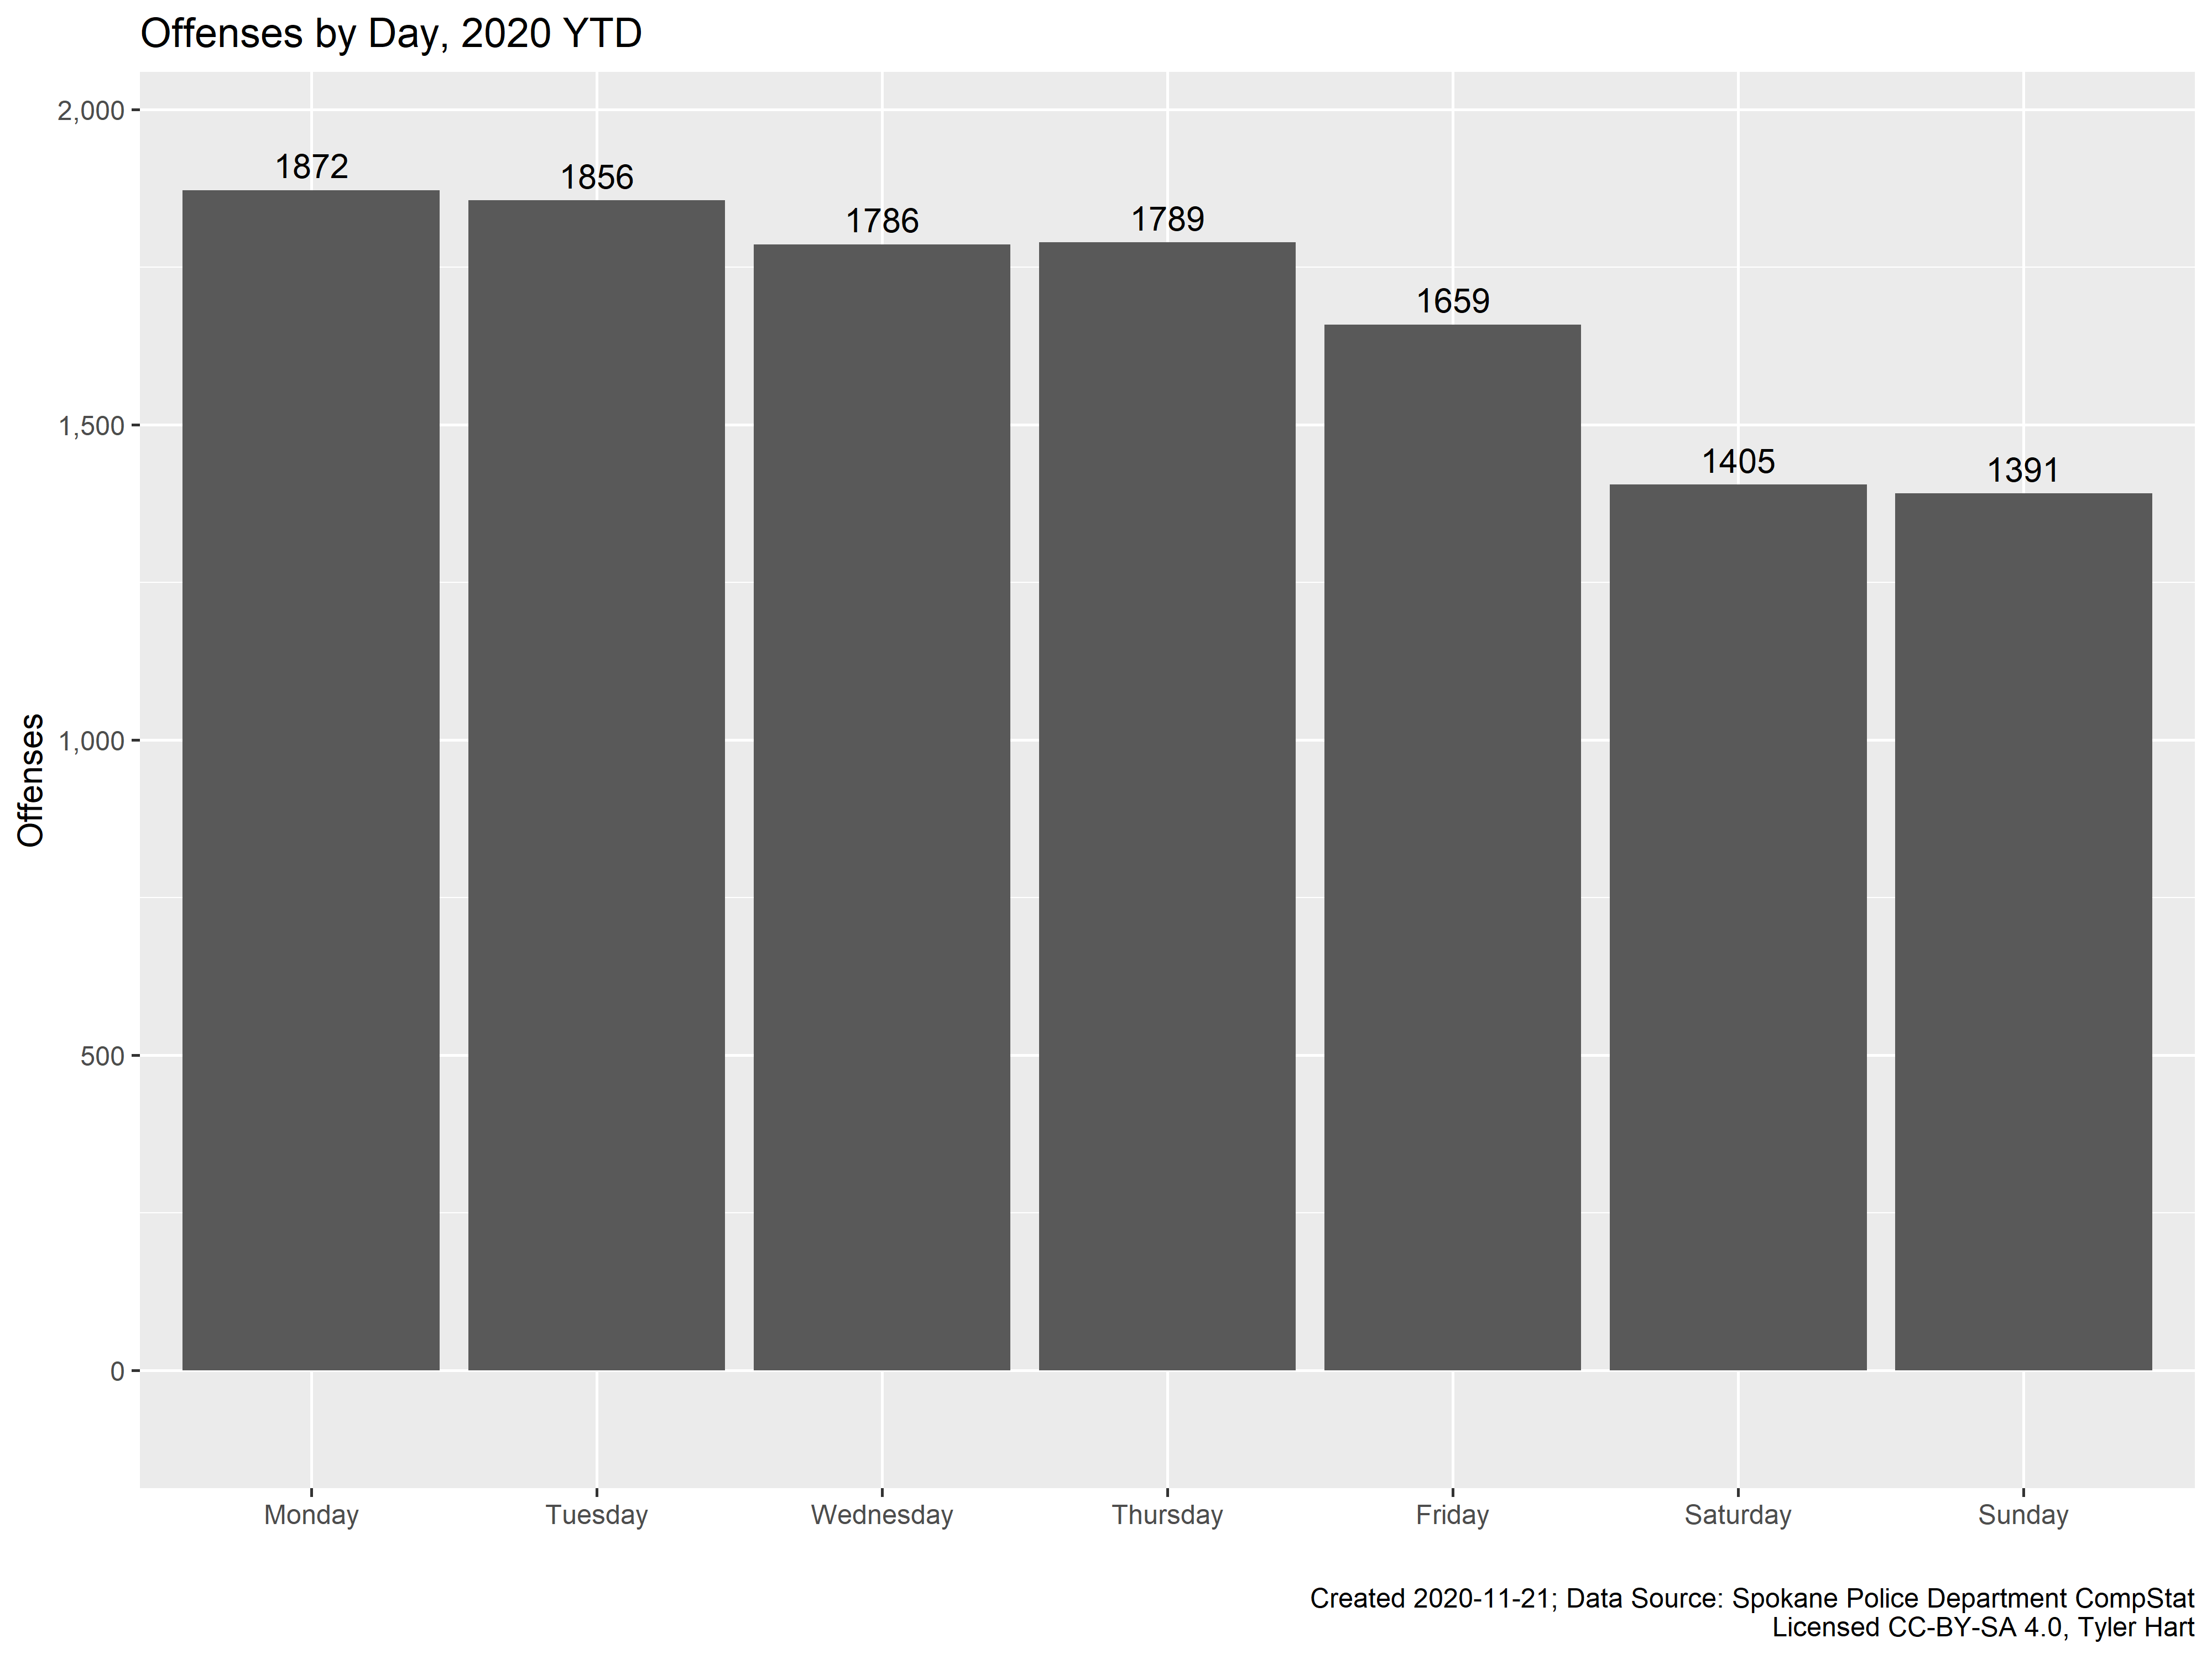 Offenses by Day, 2020 YTD
2,000
1,500
1,000
500
0
Offenses
1872
1856
1786
1789
1659
1405
1391
Monday
Tuesday
Wednesday
Thursday
Friday
Saturday
Sunday
Created 2020-11-21; Data Source: Spokane Police Department CompStat
Licensed CC-BY-SA 4.0, Tyler Hart